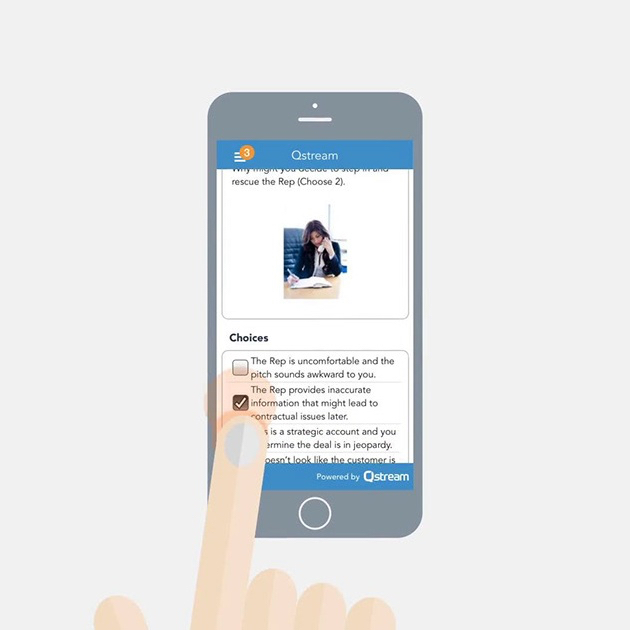 3
Qstream
Why might you decide to step in and
rescue the Rep (Choose 2).
Choices
The Rep is uncomfortable and the
pitch sounds awkward to you.
The Rep provides inaccurate
information that might lead to
contractual issues later.
is a strategic account and you
ermine the deal is in jeopardy.
oesn't look like the customer is
Powered by Qstream